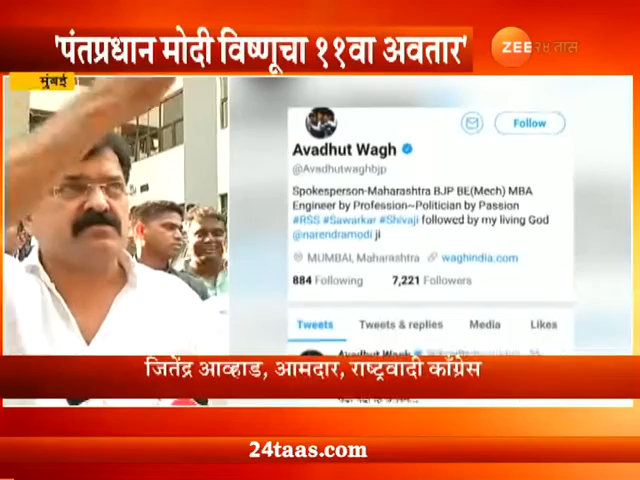 'पंतप्रधान मोदी विष्णूचा ११वा अवतार'
ZEE २४ तास
मुंबई
Follow
Avadhut Wagh
@Avadhutwaghbjp
Spokesperson-Maharashtra BJP BE(Mech) MBA
Engineer by Profession~Politician by Passion
#RSS #Sawarkar #Shivaji followed by my living God
@narendramodi ji
MUMBAI, Maharashtra waghindia.com
884 Following 7,221 Followers
Tweets Tweets & replies Media Likes
Avadhut Wagh
जितेंद्र आव्हाड, आमदार, राष्ट्रवादी काँग्रेस
24taas.com